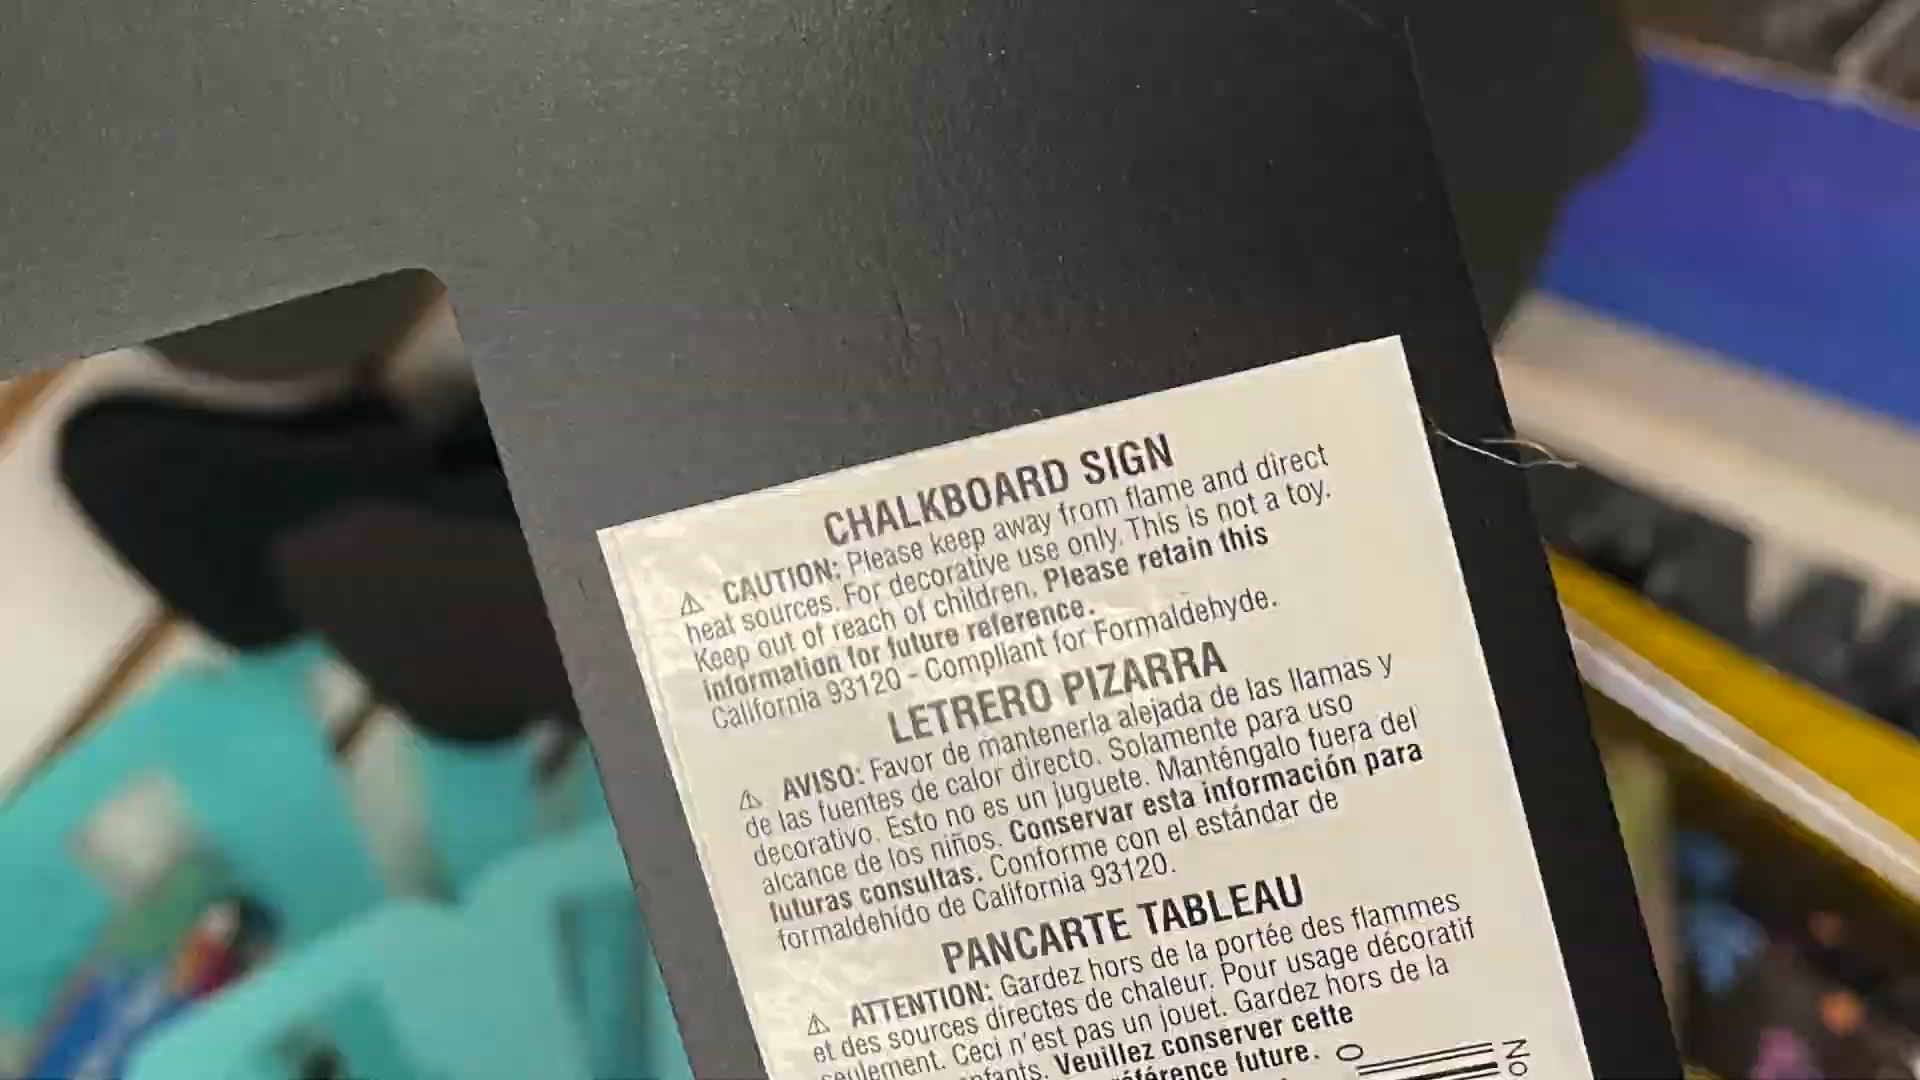 CHALKBOARD SIGN
⚠ CAUTION: Please keep away from flame and direct
heat sources. For decorative use only. This is not a toy.
Keep out of reach of children. Please retain this
information for future reference.
California 93120 - Compliant for Formaldehyde.
LETRERO PIZARRA
⚠ AVISO: Favor de mantenerla alejada de las llamas y
de las fuentes de calor directo. Solamente para uso
decorativo. Esto no es un juguete. Manténgalo fuera del
alcance de los niños. Conservar esta información para
futuras consultas. Conforme con el estándar de
formaldehído de California 93120.
PANCARTE TABLEAU
⚠ ATTENTION: Gardez hors de la portée des flammes
et des sources directes de chaleur. Pour usage décoratif
seulement. Ceci n'est pas un jouet. Gardez hors de la
Veuillez conserver cette
future.